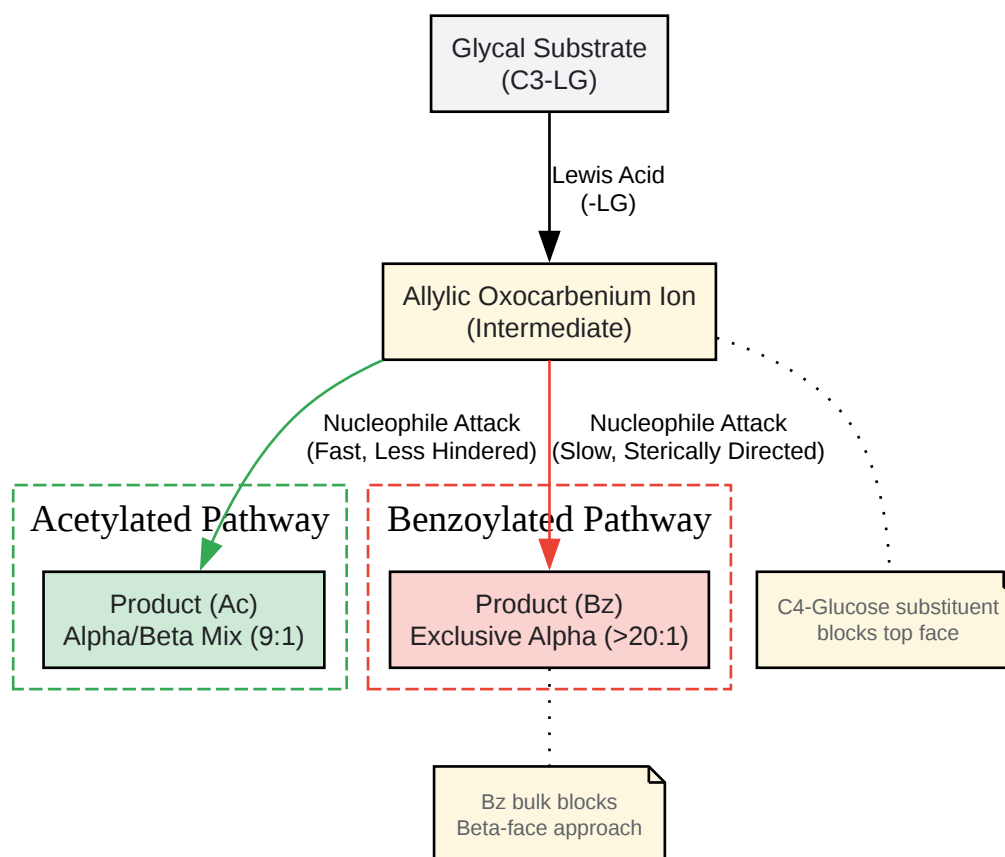 Glycal Substrate
(C3-LG)
Lewis Acid
(-LG)
Allylic Oxocarbenium Ion
(Intermediate)
Nucleophile Attack
(Fast, Less Hindered)
Nucleophile Attack
(Slow, Sterically Directed)
Acetylated Pathway
Product (Ac)
Alpha/Beta Mix (9:1)
Benzoylated Pathway
Product (Bz)
Exclusive Alpha (>20:1)
C4-Glucose substituent
blocks top face
Bz bulk blocks
Beta-face approach